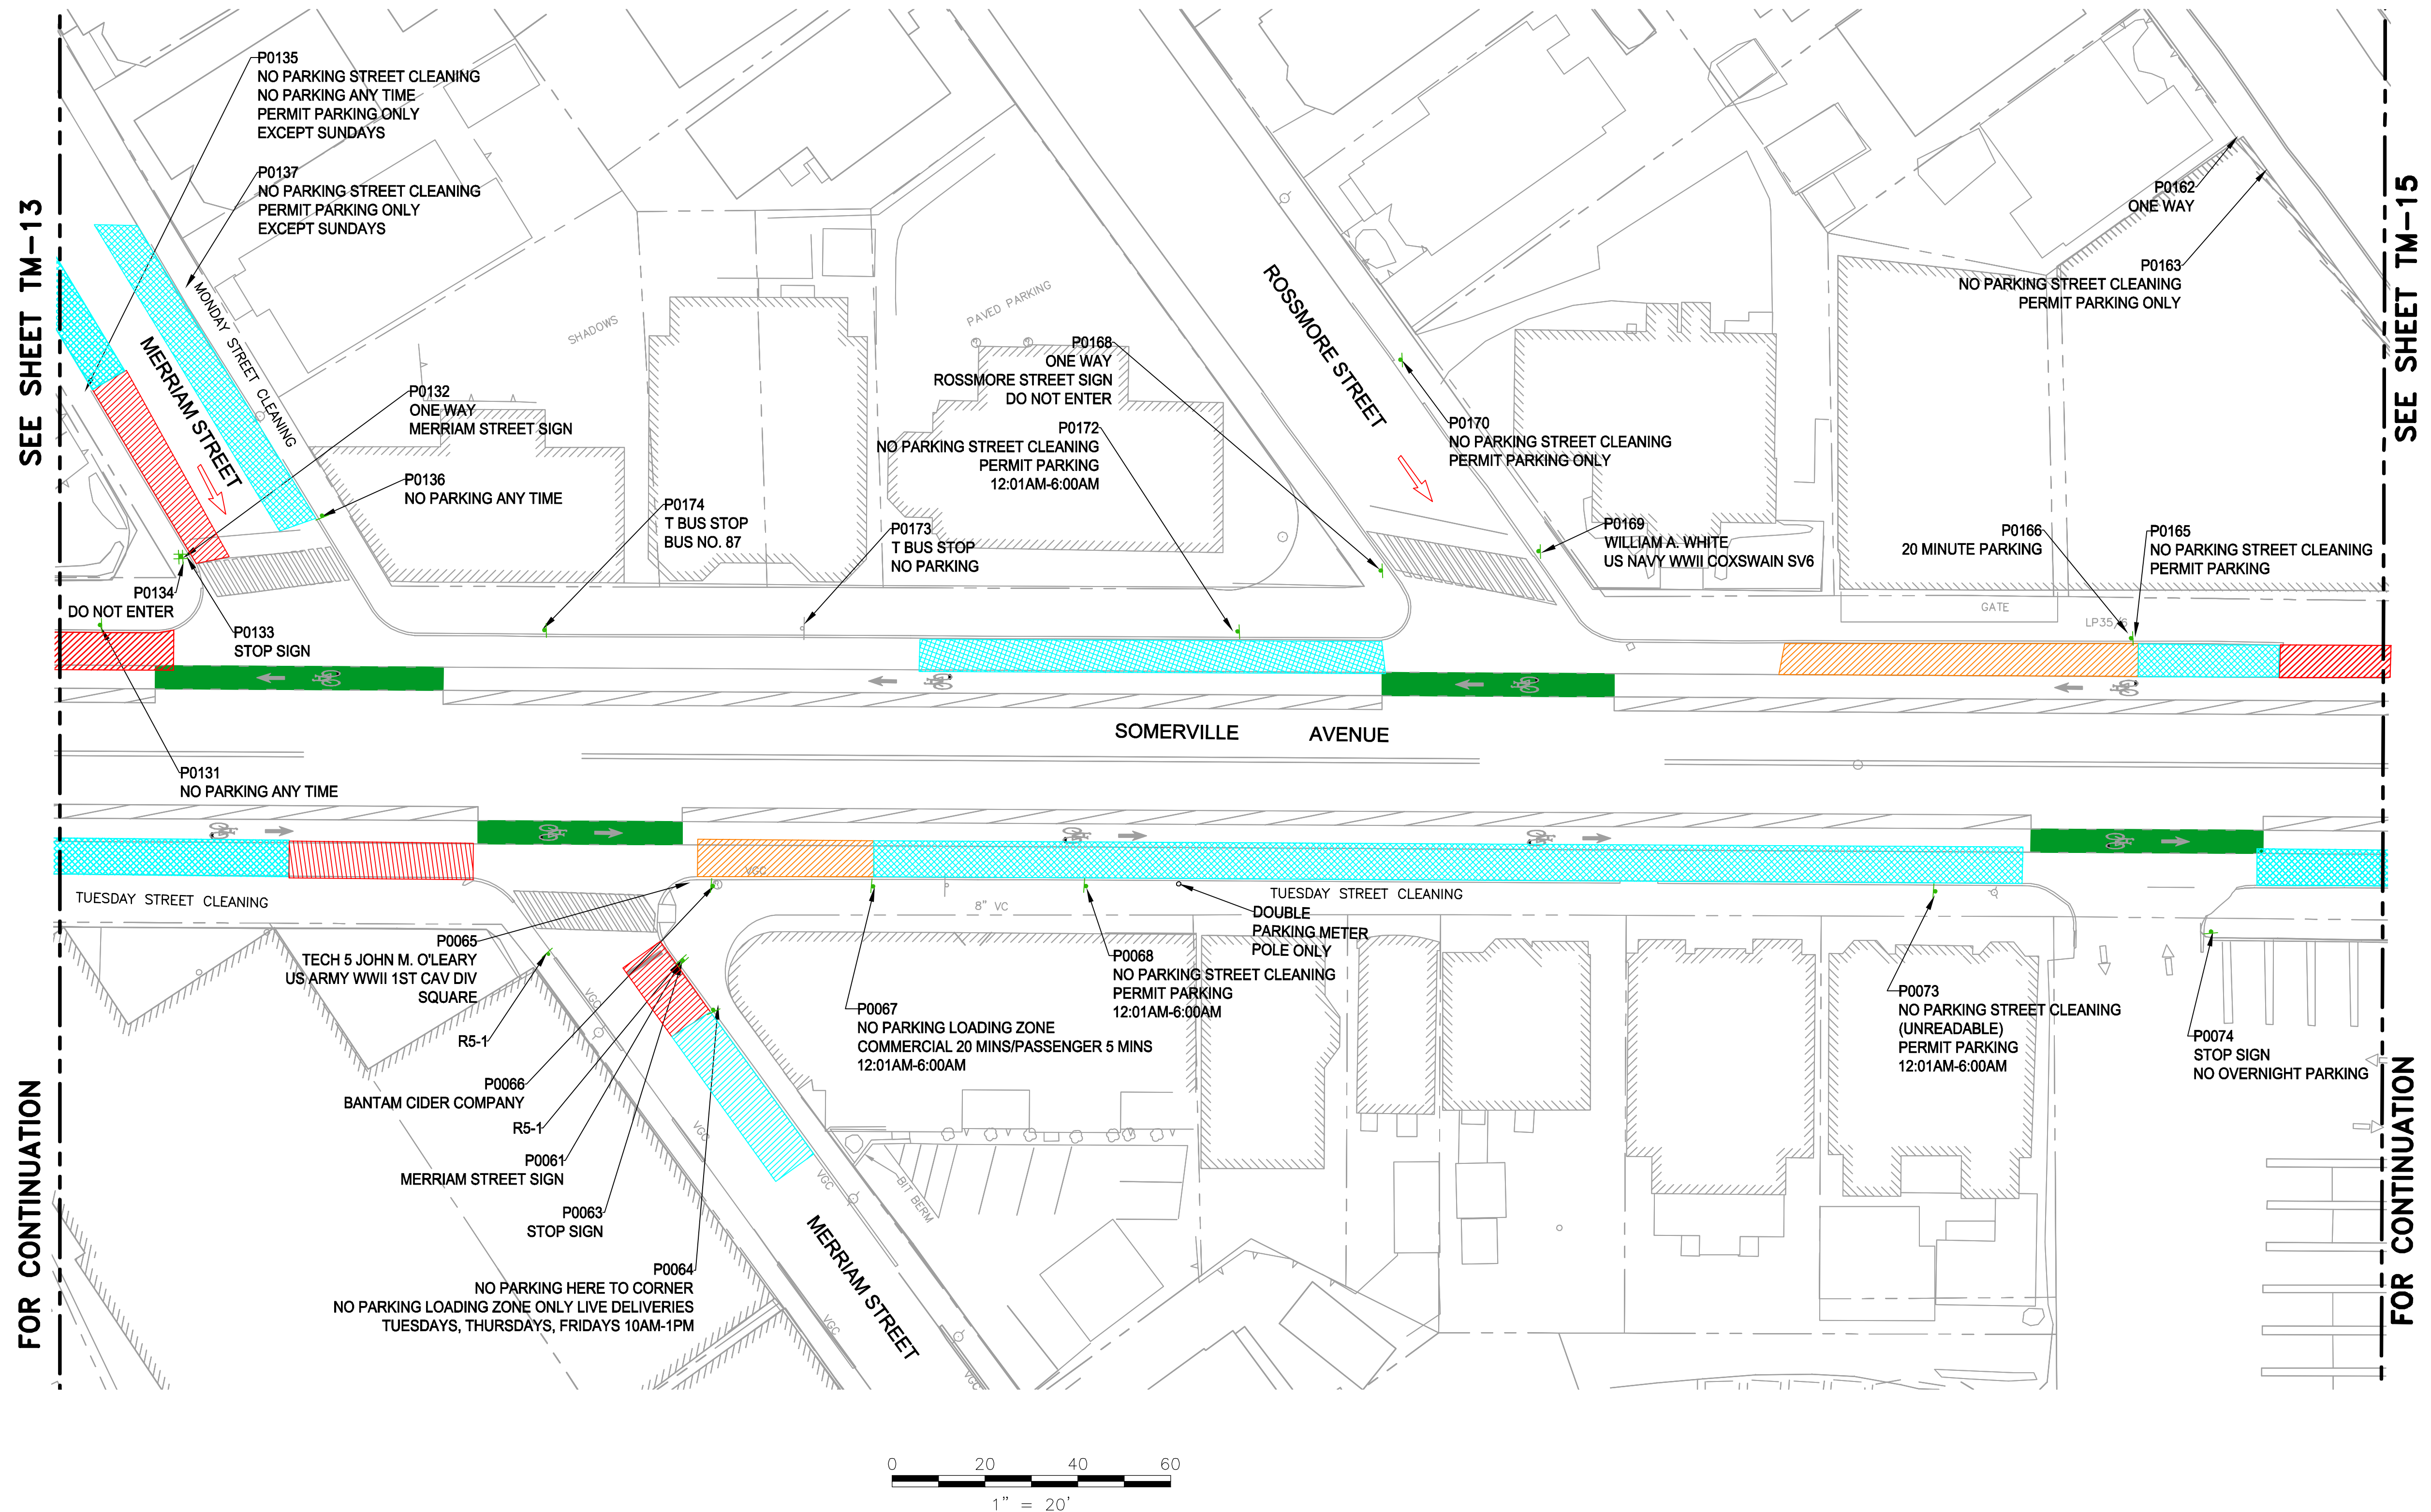 SEE SHEET TM-13
FOR CONTINUATION
P0135
NO PARKING STREET CLEANING
NO PARKING ANY TIME
PERMIT PARKING ONLY
EXCEPT SUNDAYS
P0137
NO PARKING STREET CLEANING
PERMIT PARKING ONLY
EXCEPT SUNDAYS
MONDAY STREET CLEANING
MERRIAM STREET
P0132
ONE WAY
MERRIAM STREET SIGN
P0136
NO PARKING ANY TIME
P0134
DO NOT ENTER
P0133
STOP SIGN
P0131
NO PARKING ANY TIME
SHADOWS
PAVED PARKING
P0174
T BUS STOP
BUS NO. 87
P0173
T BUS STOP
NO PARKING
P0168
ONE WAY
ROSSMORE STREET SIGN
DO NOT ENTER
P0172
NO PARKING STREET CLEANING
PERMIT PARKING
12:01AM-6:00AM
ROSSMORE STREET
P0170
NO PARKING STREET CLEANING
PERMIT PARKING ONLY
P0169
WILLIAM A. WHITE
US NAVY WWII COXSWAIN SV6
P0162
ONE WAY
P0163
NO PARKING STREET CLEANING
PERMIT PARKING ONLY
P0166
20 MINUTE PARKING
P0165
NO PARKING STREET CLEANING
PERMIT PARKING
GATE
LP35/6
SOMERVILLE AVENUE
VGC
TUESDAY STREET CLEANING
TUESDAY STREET CLEANING
8" VC
DOUBLE
PARKING METER
POLE ONLY
P0065
TECH 5 JOHN M. O'LEARY
US ARMY WWII 1ST CAV DIV
SQUARE
R5-1
P0066
BANTAM CIDER COMPANY
R5-1
P0061
MERRIAM STREET SIGN
P0063
STOP SIGN
P0064
NO PARKING HERE TO CORNER
NO PARKING LOADING ZONE ONLY LIVE DELIVERIES
TUESDAYS, THURSDAYS, FRIDAYS 10AM-1PM
P0067
NO PARKING LOADING ZONE
COMMERCIAL 20 MINS/PASSENGER 5 MINS
12:01AM-6:00AM
P0068
NO PARKING STREET CLEANING
PERMIT PARKING
12:01AM-6:00AM
P0073
NO PARKING STREET CLEANING
(UNREADABLE)
PERMIT PARKING
12:01AM-6:00AM
P0074
STOP SIGN
NO OVERNIGHT PARKING
VGC
VGC
VGC
VGC
VGC
BIT BERM
MERRIAM STREET
SEE SHEET TM-15
FOR CONTINUATION
0 20 40 60
1" = 20'